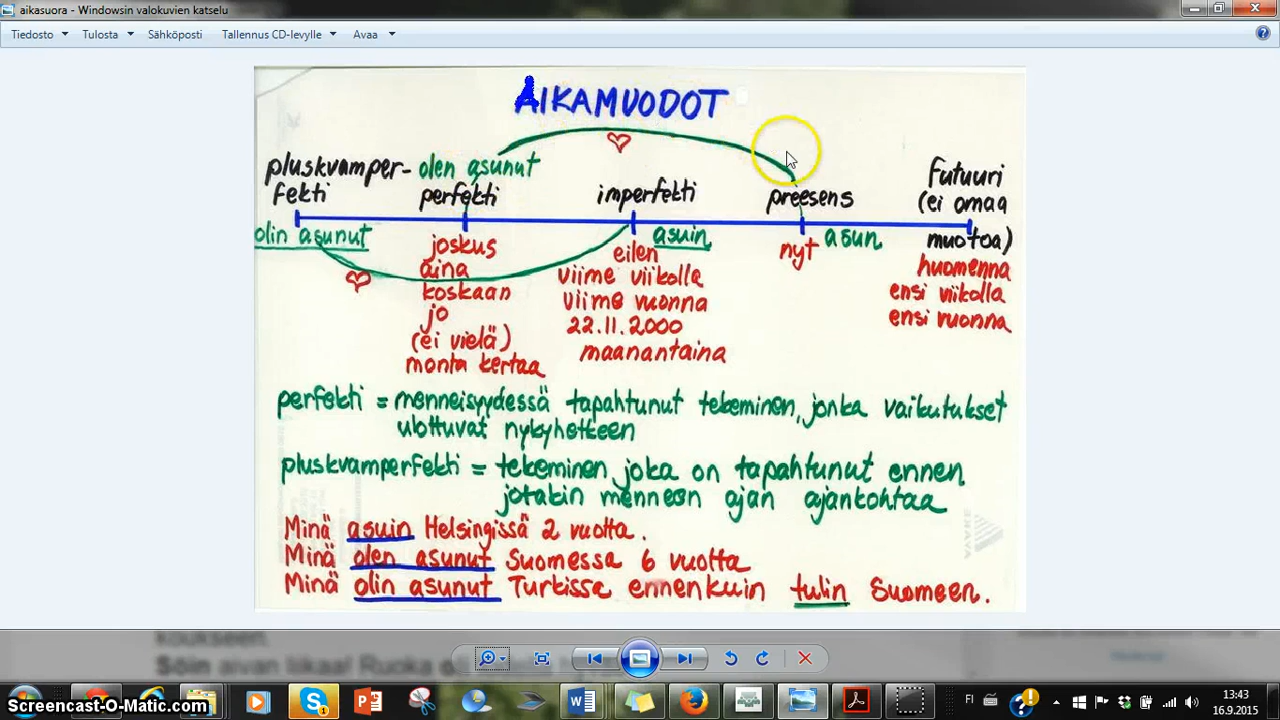 aikasuora - Windowsin valokuvien katselu
Tiedosto Tulosta Sähköposti Tallennus CD-levylle Avaa
AIKAMUODOT
pluskvamper-
fekti
olen asunut
perfekti
imperfekti
preesens
Futuuri
(ei omaa
muotoa)
olin asunut
asuin
asun
joskus
aina
koskaan
jo
(ei vielä)
monta kertaa
eilen
viime viikolla
viime vuonna
22.11.2000
maanantaina
nyt
huomenna
ensi viikolla
ensi vuonna
perfekti = menneisyydessä tapahtunut tekeminen, jonka vaikutukset
ulottuvat nykyhetkeen
pluskvamperfekti = tekeminen joka on tapahtunut ennen
jotakin menneen ajan ajankohtaa
Minä asuin Helsingissä 2 vuotta.
Minä olen asunut Suomessa 6 vuotta
Minä olin asunut Turkissa ennenkuin tulin Suomeen.
koukseen.
FI
13:43
16.9.2015
Screencast-O-Matic.com